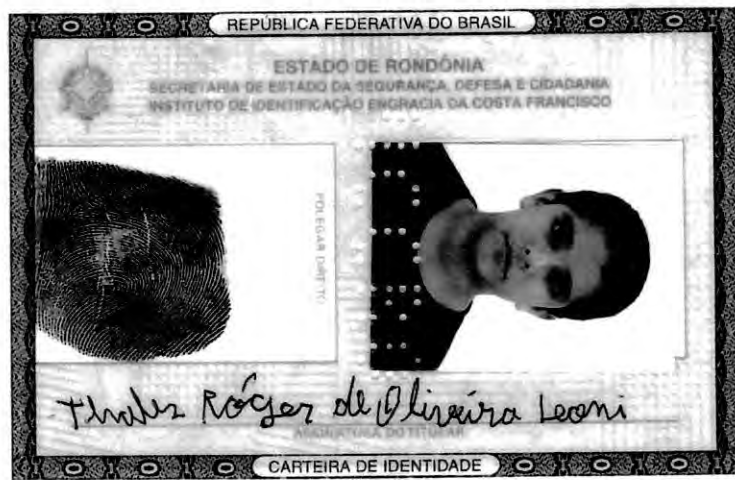 REPÚBLICA FEDERATIVA DO BRASIL
ESTADO DE RONDÔNIA
SECRETARIA DE ESTADO DA SEGURANÇA, DEFESA E CIDADANIA
INSTITUTO DE IDENTIFICAÇÃO ENGRACIA DA COSTA FRANCISCO
POLEGAR DIREITO
Thales Róger de Oliveira Leoni
ASSINATURA DO TITULAR
CARTEIRA DE IDENTIDADE